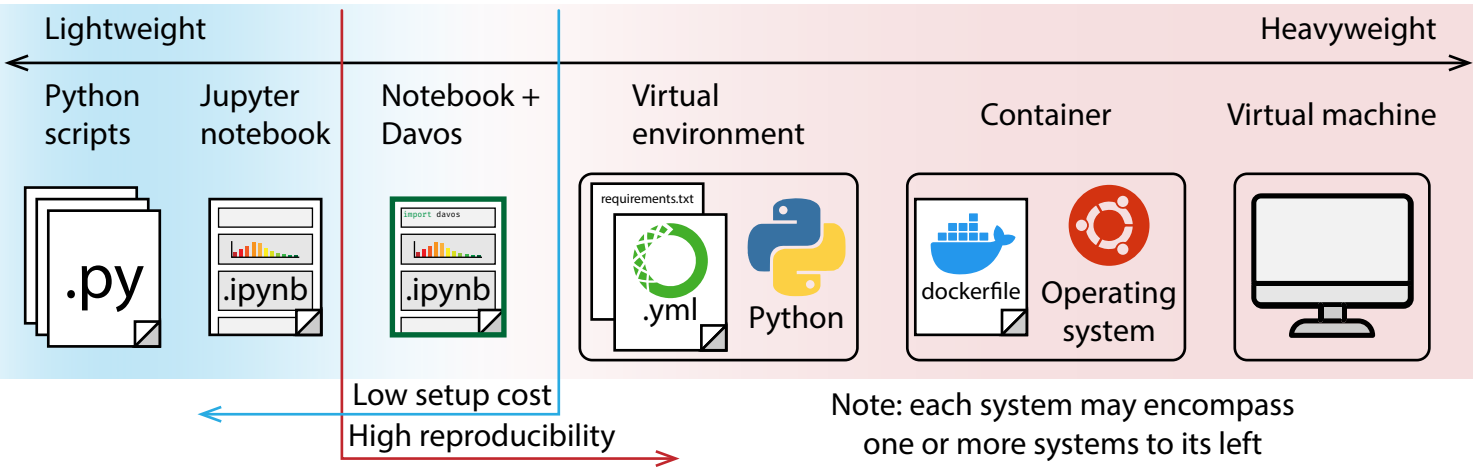 Lightweight
Heavyweight
Python
scripts
Jupyter
notebook
Notebook +
Davos
Virtual
environment
Container
Virtual machine
.py
.ipynb
import davos
.ipynb
requirements.txt
.yml
Python
dockerfile
Operating
system
Low setup cost
High reproducibility
Note: each system may encompass
one or more systems to its left